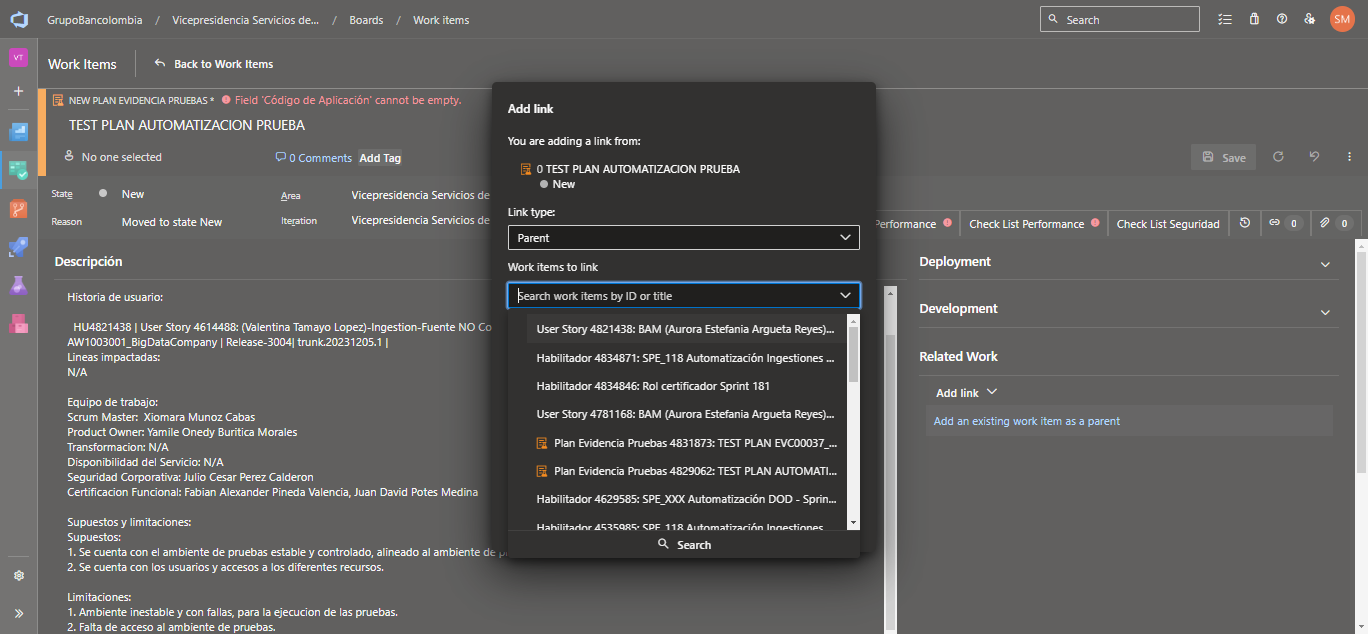 GrupoBancolombia / Vicepresidencia Servicios de... / Boards / Work items
Search
SM
VT
Work Items
Back to Work Items
NEW PLAN EVIDENCIA PRUEBAS * Field 'Código de Aplicación' cannot be empty.
TEST PLAN AUTOMATIZACION PRUEBA
No one selected
0 Comments
Add Tag
Save
State
New
Area
Vicepresidencia Servicios de
Reason
Moved to state New
Iteration
Vicepresidencia Servicios de
Performance
Check List Performance
Check List Seguridad
0
0
Descripción
Historia de usuario:
HU4821438 | User Story 4614488: (Valentina Tamayo Lopez)-Ingestion-Fuente NO Co
AW1003001_BigDataCompany | Release-3004| trunk.20231205.1 |
Lineas impactadas:
N/A
Equipo de trabajo:
Scrum Master: Xiomara Munoz Cabas
Product Owner: Yamile Onedy Buritica Morales
Transformacion: N/A
Disponibilidad del Servicio: N/A
Seguridad Corporativa: Julio Cesar Perez Calderon
Certificacion Funcional: Fabian Alexander Pineda Valencia, Juan David Potes Medina
Supuestos y limitaciones:
Supuestos:
1. Se cuenta con el ambiente de pruebas estable y controlado, alineado al ambiente de p
2. Se cuenta con los usuarios y accesos a los diferentes recursos.
Limitaciones:
1. Ambiente inestable y con fallas, para la ejecucion de las pruebas.
2. Falta de acceso al ambiente de pruebas.
Add link
You are adding a link from:
0 TEST PLAN AUTOMATIZACION PRUEBA
New
Link type:
Parent
Work items to link
Search work items by ID or title
User Story 4821438: BAM (Aurora Estefania Argueta Reyes)...
Habilitador 4834871: SPE_118 Automatización Ingestiones ...
Habilitador 4834846: Rol certificador Sprint 181
User Story 4781168: BAM (Aurora Estefania Argueta Reyes)...
Plan Evidencia Pruebas 4831873: TEST PLAN EVC00037_...
Plan Evidencia Pruebas 4829062: TEST PLAN AUTOMATI...
Habilitador 4629585: SPE_XXX Automatización DOD - Sprin...
Habilitador 4535985: SPE_118 Automatización Ingestiones
Search
Deployment
Development
Related Work
Add link
Add an existing work item as a parent